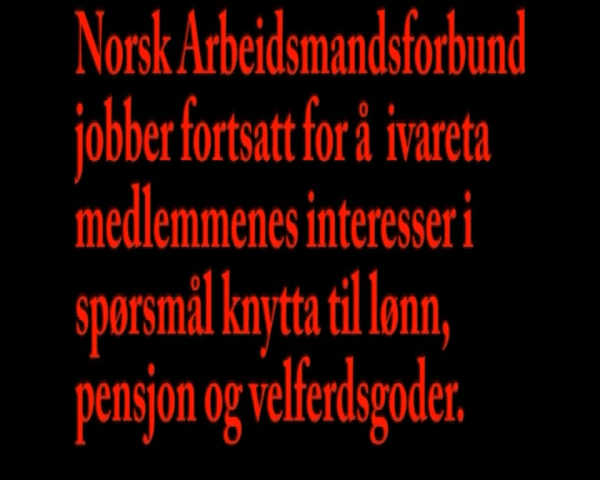 Norsk Arbeidsmandsforbund
jobber fortsatt for å ivareta
medlemmenes interesser i
spørsmål knytta til lønn,
pensjon og velferdsgoder.